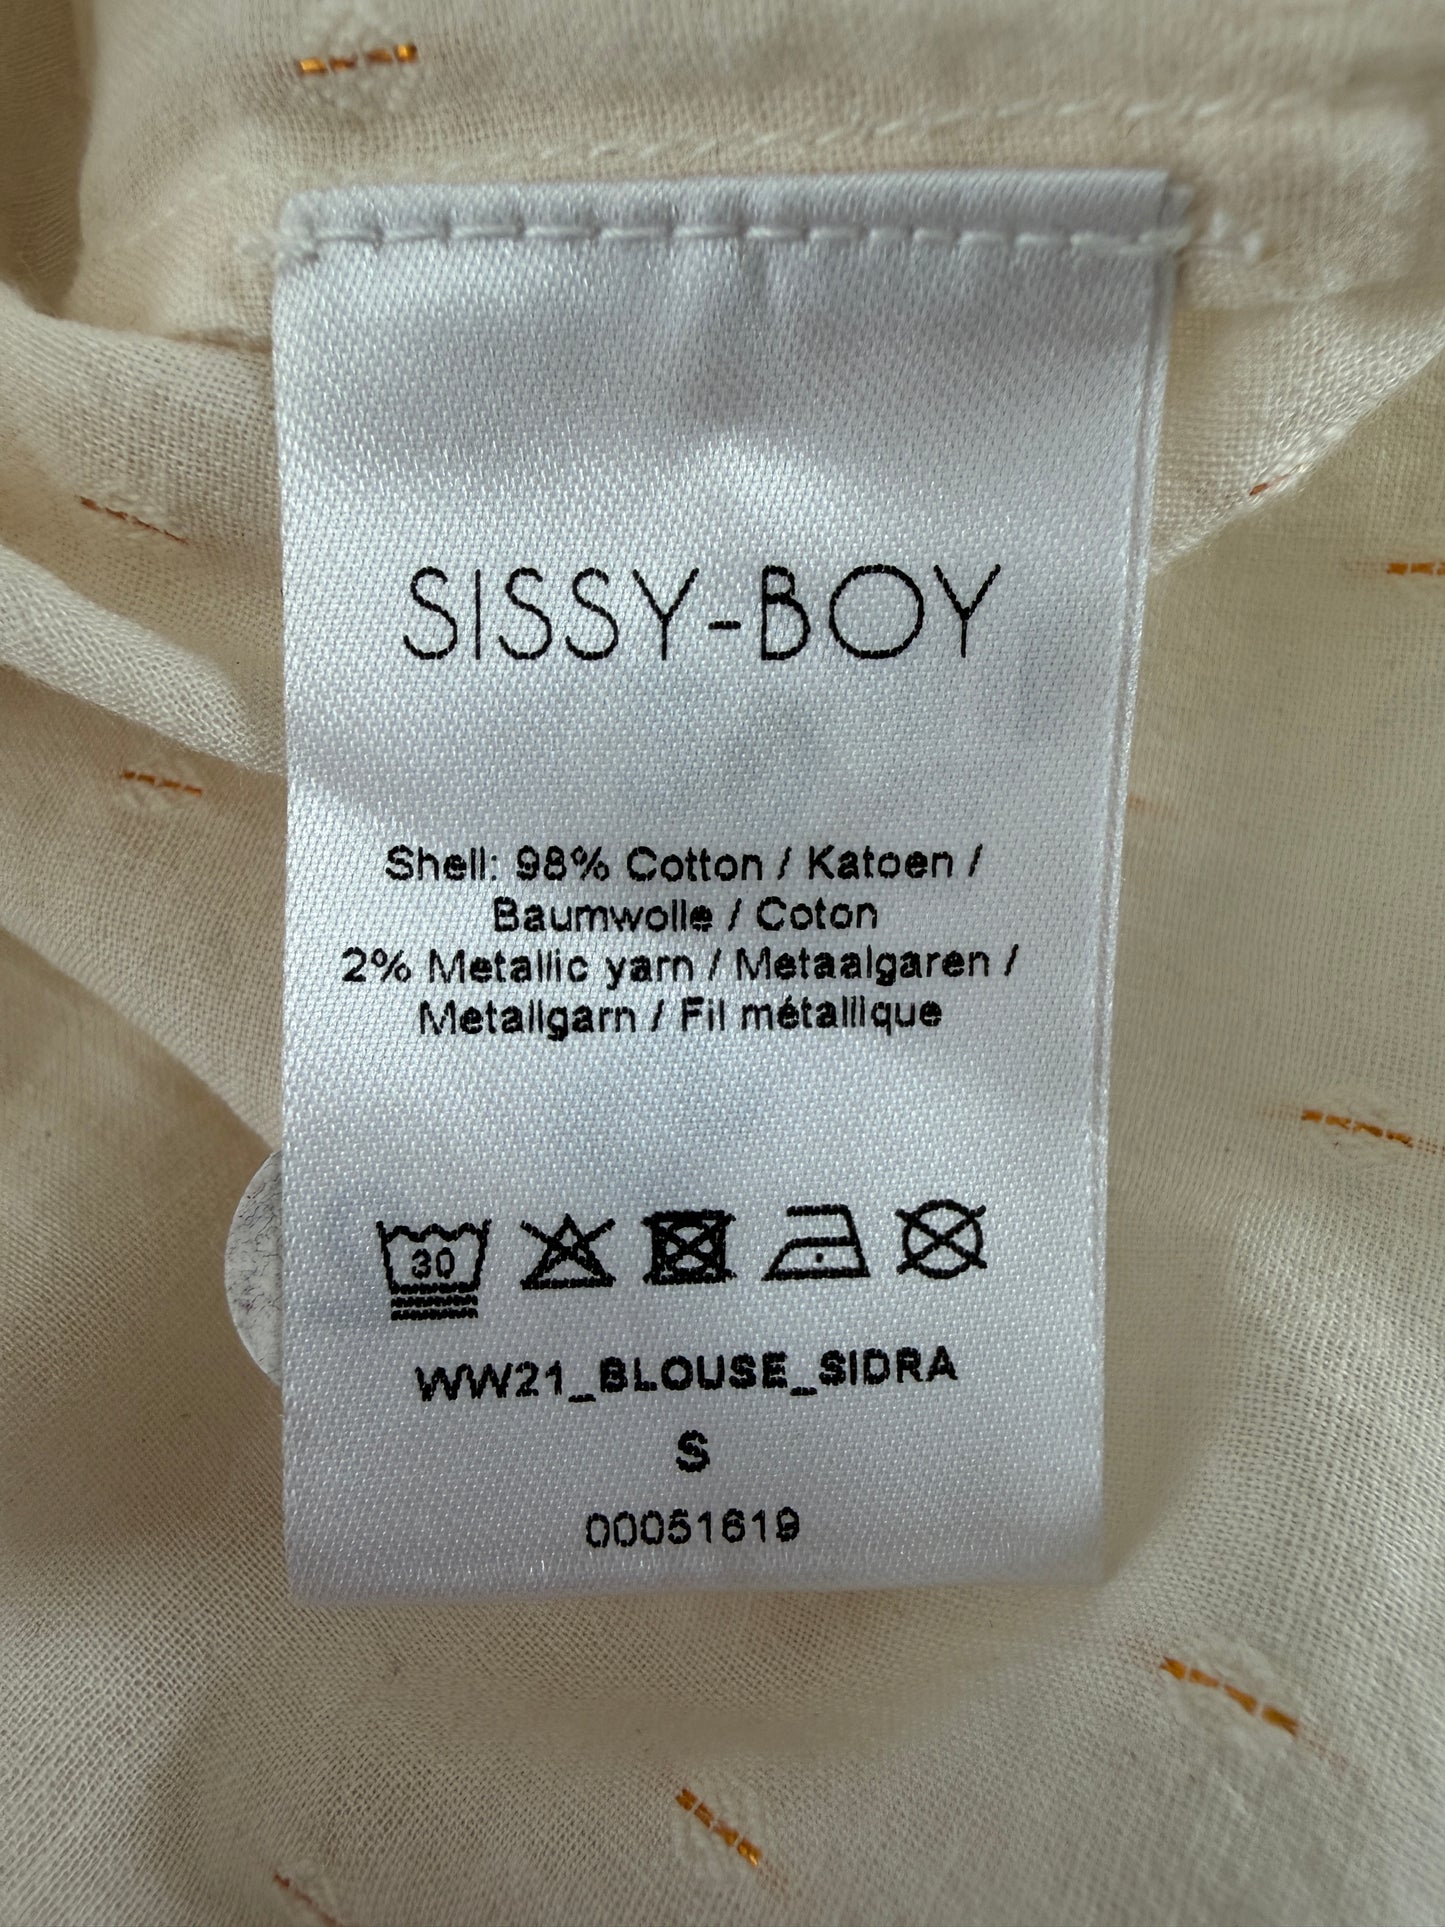 SISSY-BOY
Shell: 98% Cotton / Katoen /
Baumwolle / Coton
2% Metallic yarn / Metaalgaren /
Metallgarn / Fil métallique
30
WW21_BLOUSE_SIDRA
S
00051619